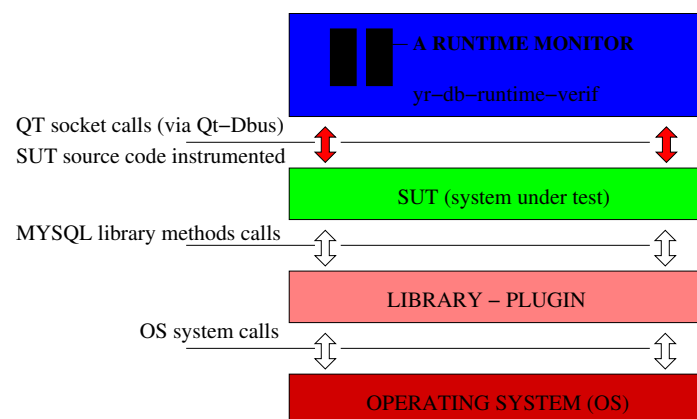 A RUNTIME MONITOR
yr−db−runtime−verif
QT socket calls (via Qt−Dbus)
SUT source code instrumented
SUT (system under test)
MYSQL library methods calls
LIBRARY − PLUGIN
OS system calls
OPERATING SYSTEM (OS)